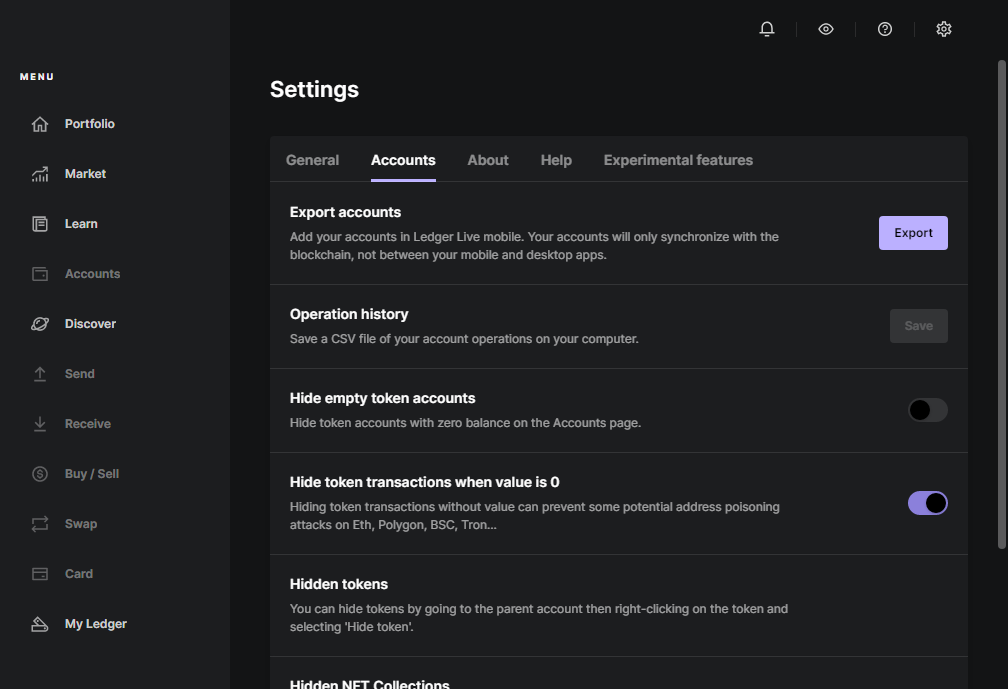 MENU
Portfolio
Market
Learn
Accounts
Discover
Send
Receive
Buy / Sell
Swap
Card
My Ledger
Settings
General Accounts About Help Experimental features
Export accounts
Add your accounts in Ledger Live mobile. Your accounts will only synchronize with the
blockchain, not between your mobile and desktop apps.
Export
Operation history
Save a CSV file of your account operations on your computer.
Save
Hide empty token accounts
Hide token accounts with zero balance on the Accounts page.
Hide token transactions when value is 0
Hiding token transactions without value can prevent some potential address poisoning
attacks on Eth, Polygon, BSC, Tron...
Hidden tokens
You can hide tokens by going to the parent account then right-clicking on the token and
selecting 'Hide token'.
Hidden NFT Collections